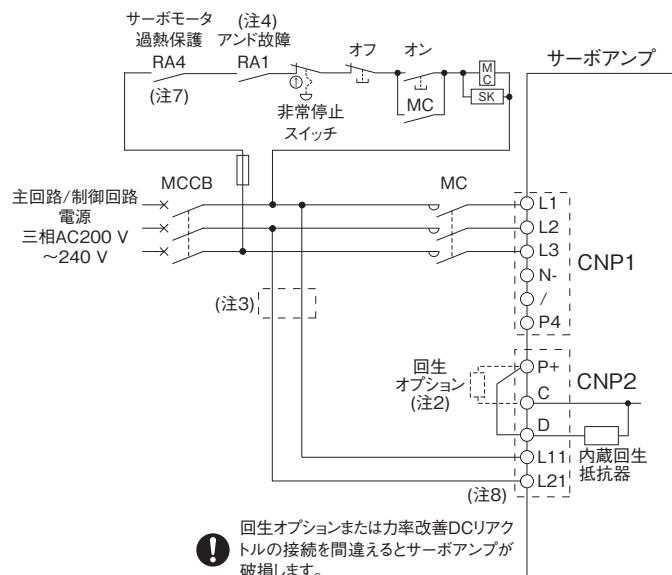 サーボモータ
過熱保護
RA4
(注7)
(注4)
アンド故障
RA1
非常停止
スイッチ
オフ
オン
MC
MC
SK
サーボアンプ
主回路/制御回路
電源
三相AC200 V
～240 V
MCCB
MC
L1
L2
L3
N-
/
P4
CNP1
(注3)
回生
オプション
(注2)
P+
C
D
L11
L21
CNP2
内蔵回生
抵抗器
(注8)
回生オプションまたは力率改善DCリアク
トルの接続を間違えるとサーボアンプが
破損します。